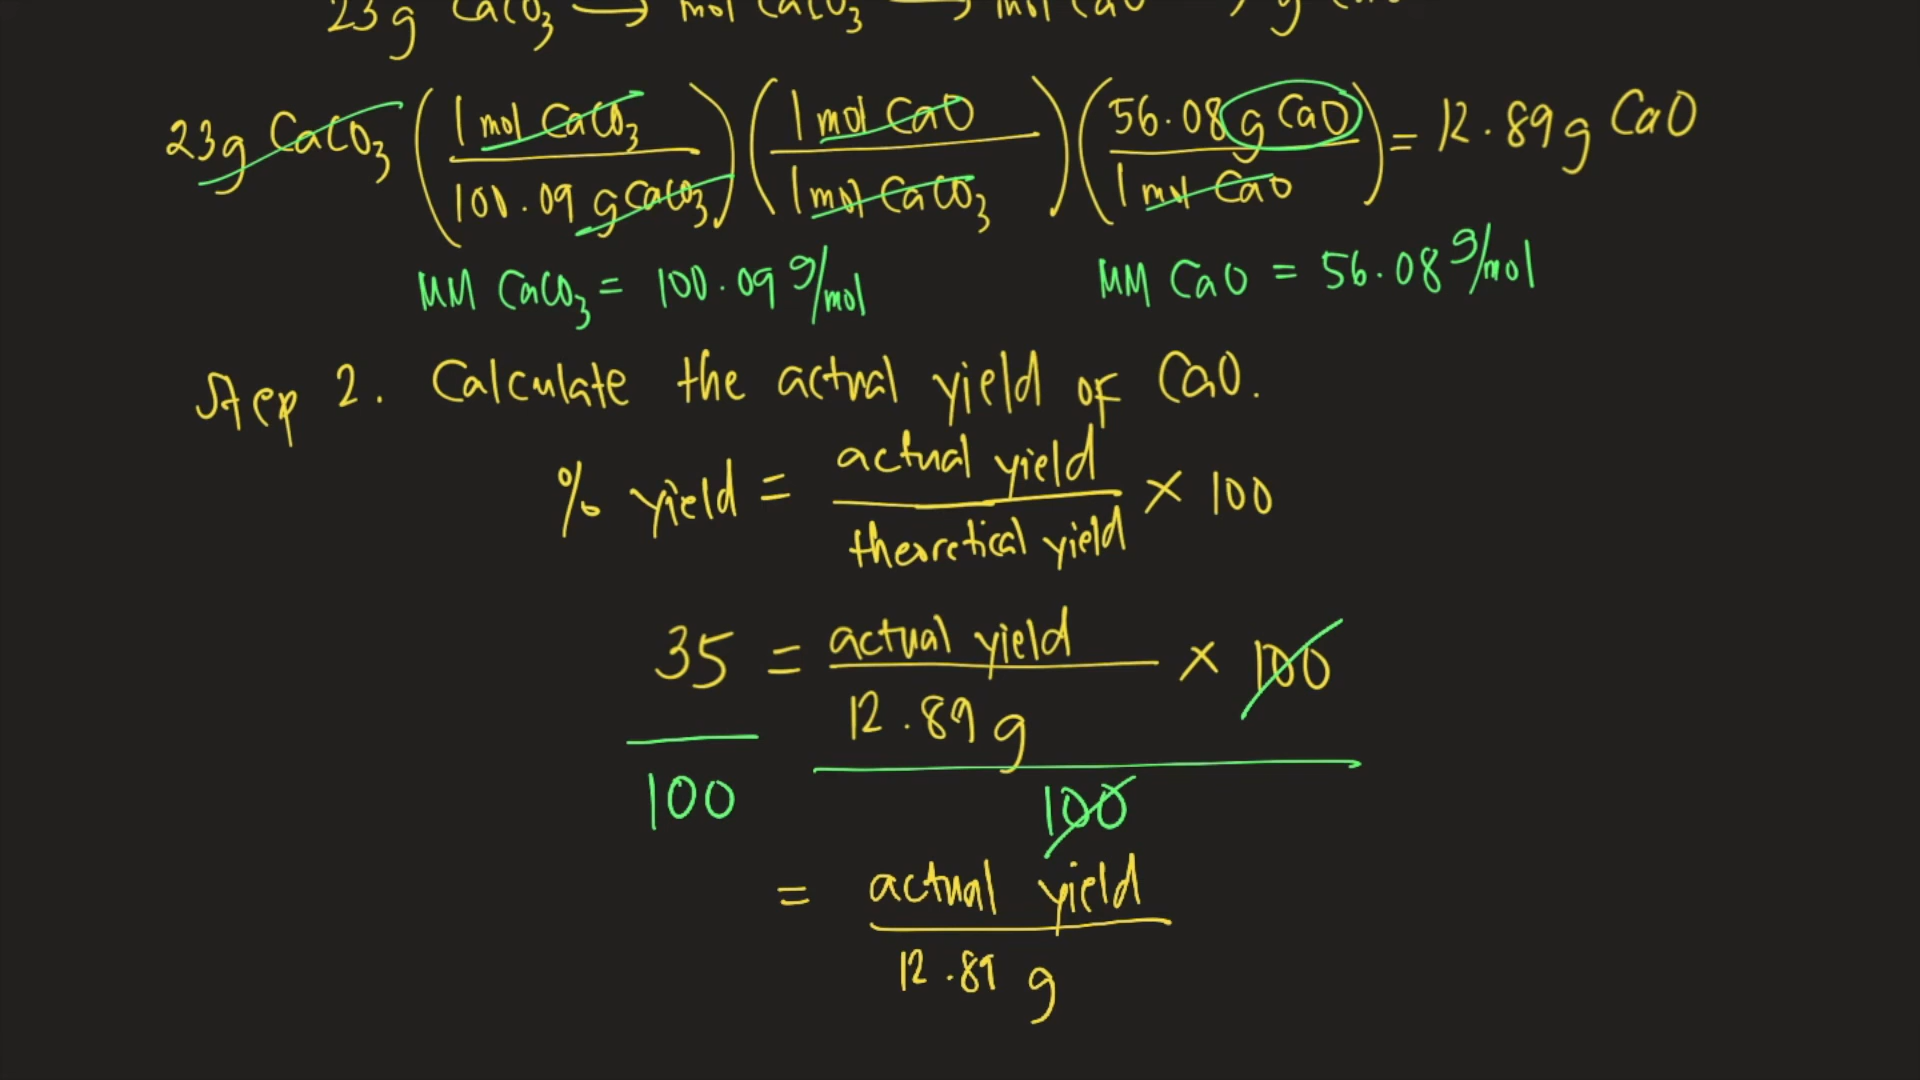 23g CaCO3 → mol CaCO3 → mol CaO → g
23g CaCO3 (1 mol CaCO3 / 100.09 g CaCO3) (1 mol CaO / 1 mol CaCO3) (56.08 g CaO / 1 mol CaO) = 12.89g CaO
MM CaCO3 = 100.09 g/mol MM CaO = 56.08 g/mol
Step 2. Calculate the actual yield of CaO.
% yield = actual yield / theoretical yield × 100
35 / 100 = actual yield / 12.89 g × 100 / 100
= actual yield / 12.89 g